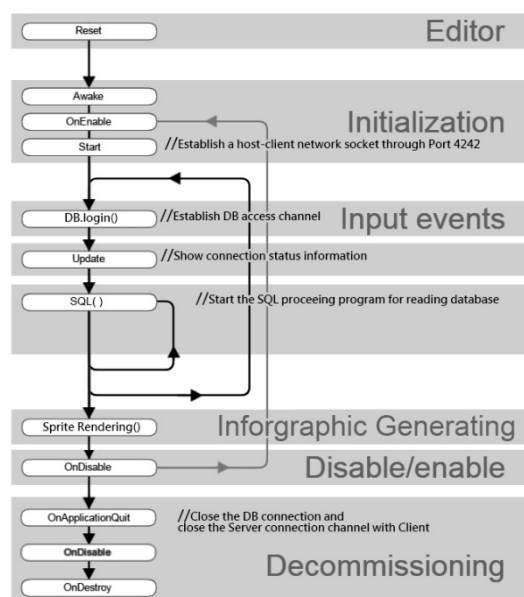 Reset
Editor
Awake
OnEnable
Initialization
Start
//Establish a host-client network socket through Port 4242
DB.login()
//Establish DB access channel
Input events
Update
//Show connection status information
SQL( )
//Start the SQL proceeing program for reading database
Sprite Rendering()
Inforgraphic Generating
OnDisable
Disable/enable
OnApplicationQuit
//Close the DB connection and
close the Server connection channel with Client
OnDisable
Decommissioning
OnDestroy